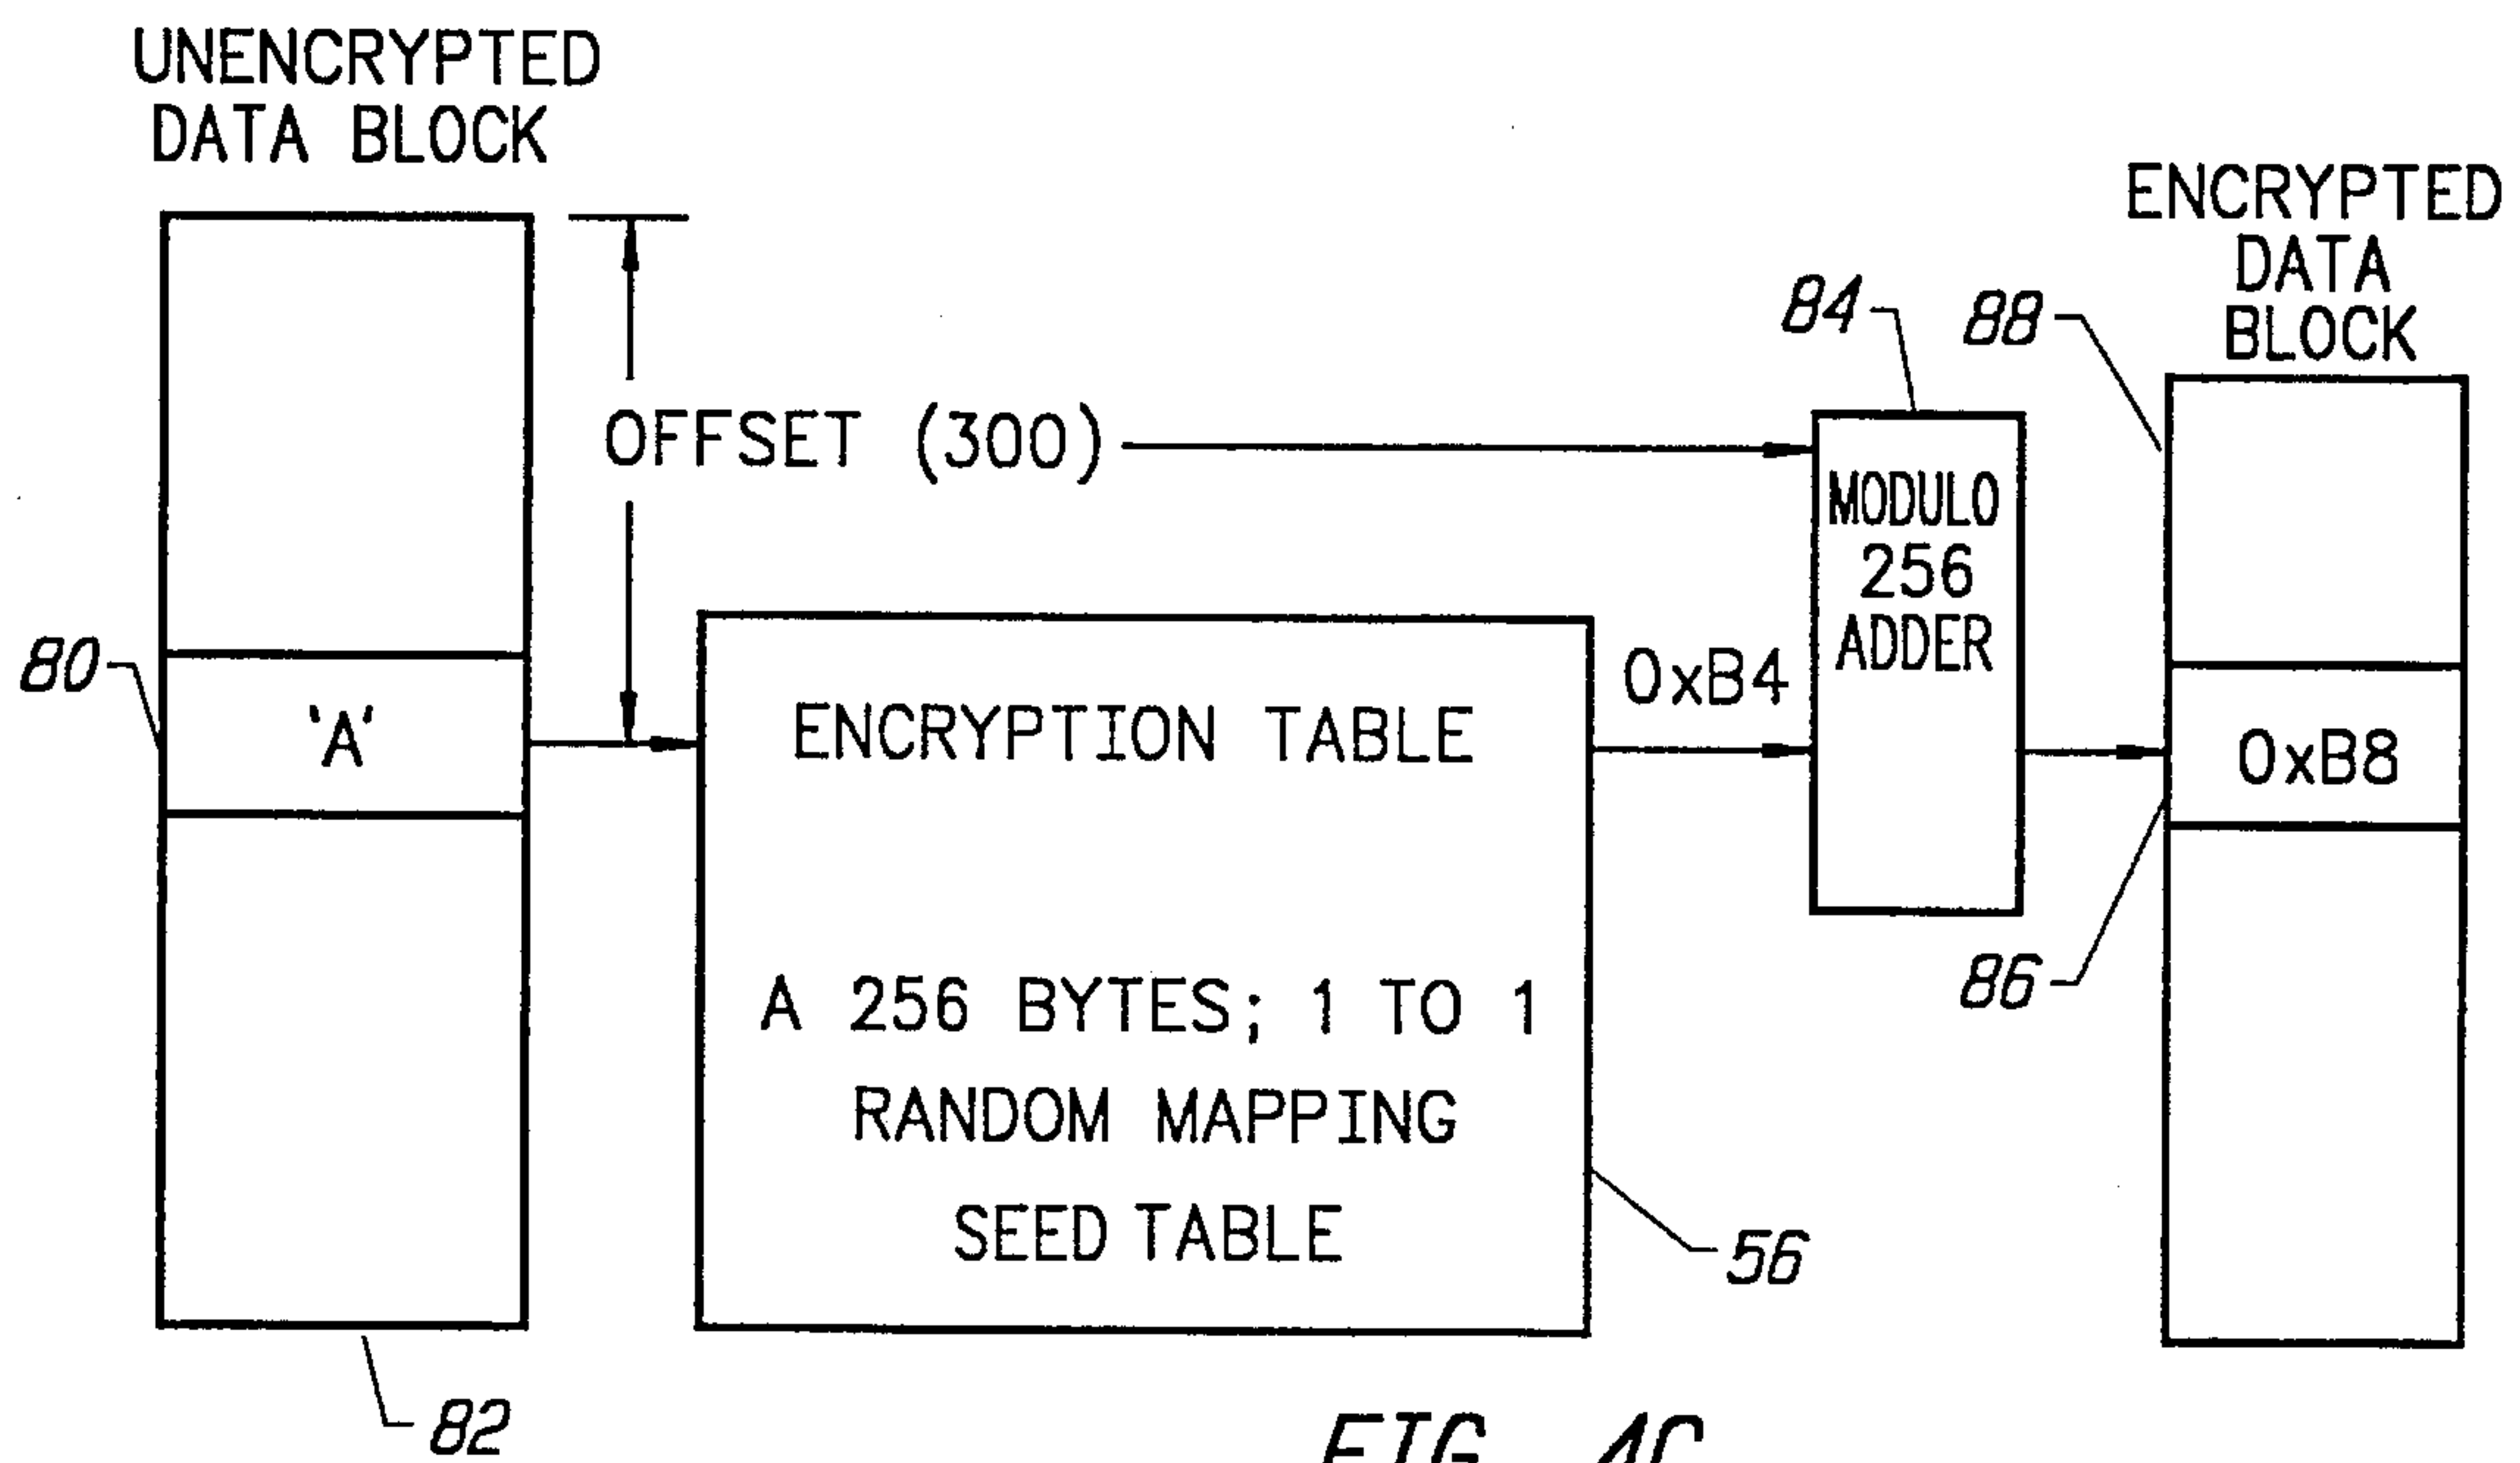 UNENCRYPTED
DATA BLOCK
ENCRYPTED
DATA
BLOCK
84
88
OFFSET (300)
MODULO
256
ADDER
80
'A'
ENCRYPTION TABLE
0xB4
0xB8
A 256 BYTES; 1 TO 1
RANDOM MAPPING
SEED TABLE
86
56
82
FIG.